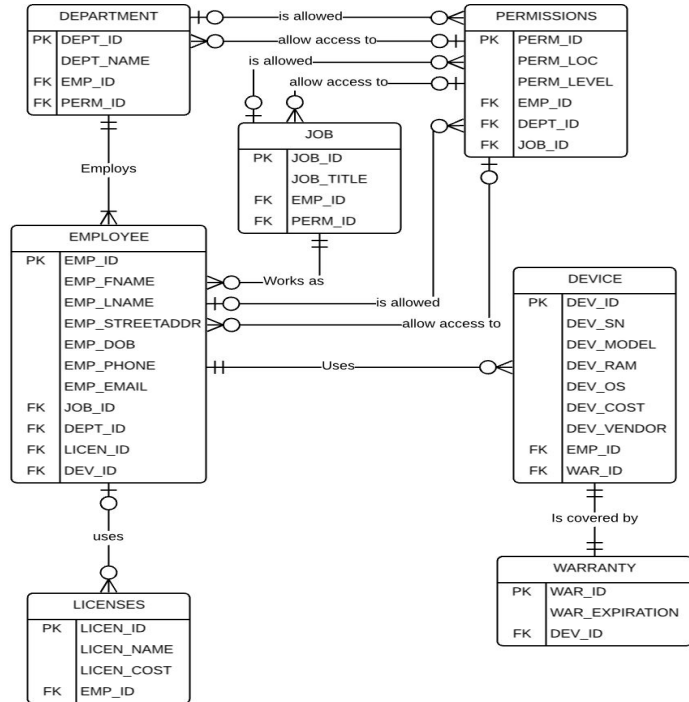 DEPARTMENT
PK DEPT_ID
DEPT_NAME
FK EMP_ID
FK PERM_ID
is allowed
allow access to
is allowed
allow access to
PERMISSIONS
PK PERM_ID
PERM_LOC
PERM_LEVEL
FK EMP_ID
FK DEPT_ID
FK JOB_ID
JOB
PK JOB_ID
JOB_TITLE
FK EMP_ID
FK PERM_ID
Employs
EMPLOYEE
PK EMP_ID
EMP_FNAME
EMP_LNAME
EMP_STREETADDR
EMP_DOB
EMP_PHONE
EMP_EMAIL
FK JOB_ID
FK DEPT_ID
FK LICEN_ID
FK DEV_ID
Works as
is allowed
allow access to
Uses
DEVICE
PK DEV_ID
DEV_SN
DEV_MODEL
DEV_RAM
DEV_OS
DEV_COST
DEV_VENDOR
FK EMP_ID
FK WAR_ID
Is covered by
WARRANTY
PK WAR_ID
WAR_EXPIRATION
FK DEV_ID
uses
LICENSES
PK LICEN_ID
LICEN_NAME
LICEN_COST
FK EMP_ID